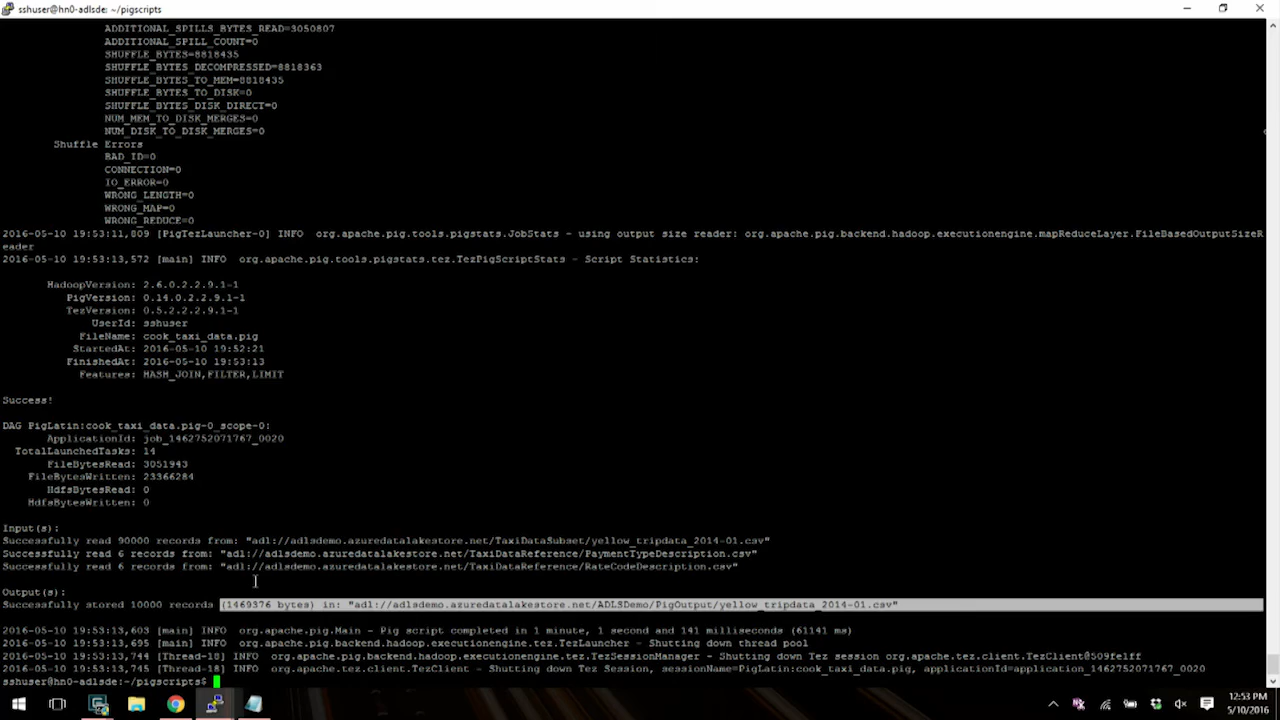 sshuser@hn0-adlsde: ~/pigscripts
ADDITIONAL_SPILLS_BYTES_READ=3050807
ADDITIONAL_SPILL_COUNT=0
SHUFFLE_BYTES=8818435
SHUFFLE_BYTES_DECOMPRESSED=8818363
SHUFFLE_BYTES_TO_MEM=8818435
SHUFFLE_BYTES_TO_DISK=0
SHUFFLE_BYTES_DISK_DIRECT=0
NUM_MEM_TO_DISK_MERGES=0
NUM_DISK_TO_DISK_MERGES=0
Shuffle Errors
BAD_ID=0
CONNECTION=0
IO_ERROR=0
WRONG_LENGTH=0
WRONG_MAP=0
WRONG_REDUCE=0
2016-05-10 19:53:11,809 [PigTezLauncher-0] INFO  org.apache.pig.tools.pigstats.JobStats - using output size reader: org.apache.pig.backend.hadoop.executionengine.mapReduceLayer.FileBasedOutputSizeR
eader
2016-05-10 19:53:13,572 [main] INFO  org.apache.pig.tools.pigstats.tez.TezPigScriptStats - Script Statistics:
HadoopVersion: 2.6.0.2.2.9.1-1
PigVersion: 0.14.0.2.2.9.1-1
TezVersion: 0.5.2.2.2.9.1-1
UserId: sshuser
FileName: cook_taxi_data.pig
StartedAt: 2016-05-10 19:52:21
FinishedAt: 2016-05-10 19:53:13
Features: HASH_JOIN,FILTER,LIMIT
Success!
DAG PigLatin:cook_taxi_data.pig-0_scope-0:
ApplicationId: job_1462752071767_0020
TotalLaunchedTasks: 14
FileBytesRead: 3051943
FileBytesWritten: 23366284
HdfsBytesRead: 0
HdfsBytesWritten: 0
Input(s):
Successfully read 90000 records from: "adl://adlsdemo.azuredatalakestore.net/TaxiDataSubset/yellow_tripdata_2014-01.csv"
Successfully read 6 records from: "adl://adlsdemo.azuredatalakestore.net/TaxiDataReference/PaymentTypeDescription.csv"
Successfully read 6 records from: "adl://adlsdemo.azuredatalakestore.net/TaxiDataReference/RateCodeDescription.csv"
Output(s):
Successfully stored 10000 records (1469376 bytes) in: "adl://adlsdemo.azuredatalakestore.net/ADLSDemo/PigOutput/yellow_tripdata_2014-01.csv"
2016-05-10 19:53:13,603 [main] INFO  org.apache.pig.Main - Pig script completed in 1 minute, 1 second and 141 milliseconds (61141 ms)
2016-05-10 19:53:13,695 [main] INFO  org.apache.pig.backend.hadoop.executionengine.tez.TezLauncher - Shutting down thread pool
2016-05-10 19:53:13,744 [Thread-18] INFO  org.apache.pig.backend.hadoop.executionengine.tez.TezSessionManager - Shutting down Tez session org.apache.tez.client.TezClient@509felff
2016-05-10 19:53:13,745 [Thread-18] INFO  org.apache.tez.client.TezClient - Shutting down Tez Session, sessionName=PigLatin:cook_taxi_data.pig, applicationId=application_1462752071767_0020
sshuser@hn0-adlsde:~/pigscripts$
12:53 PM
5/10/2016